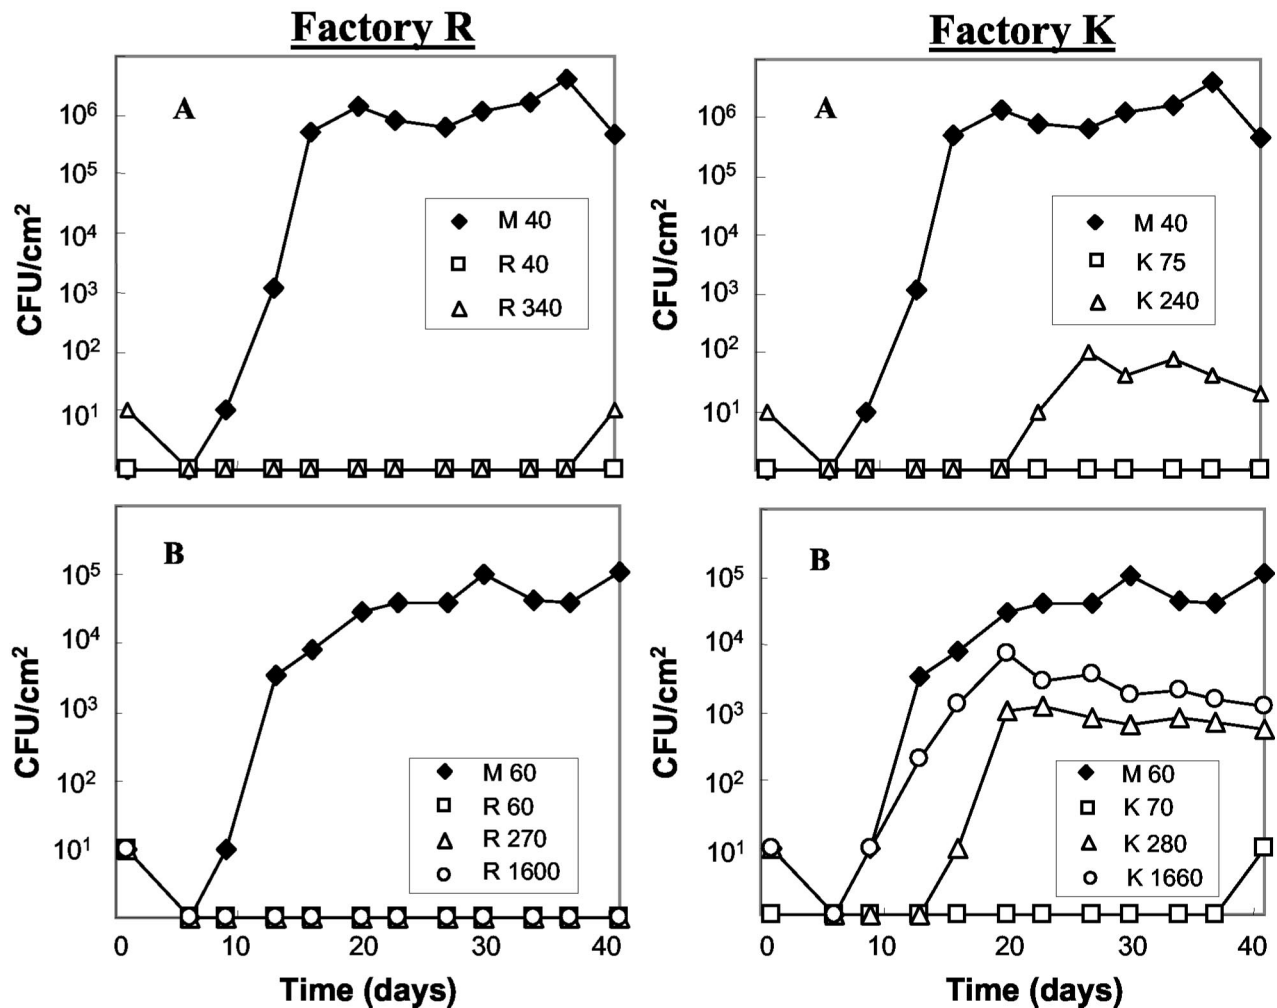 Factory R
A
10⁶
10⁵
10⁴
10³
10²
10¹
CFU/cm²
M 40
R 40
R 340
Factory K
A
10⁶
10⁵
10⁴
10³
10²
10¹
CFU/cm²
M 40
K 75
K 240
B
10⁵
10⁴
10³
10²
10¹
CFU/cm²
M 60
R 60
R 270
R 1600
0 10 20 30 40
Time (days)
B
10⁵
10⁴
10³
10²
10¹
CFU/cm²
M 60
K 70
K 280
K 1660
0 10 20 30 40
Time (days)